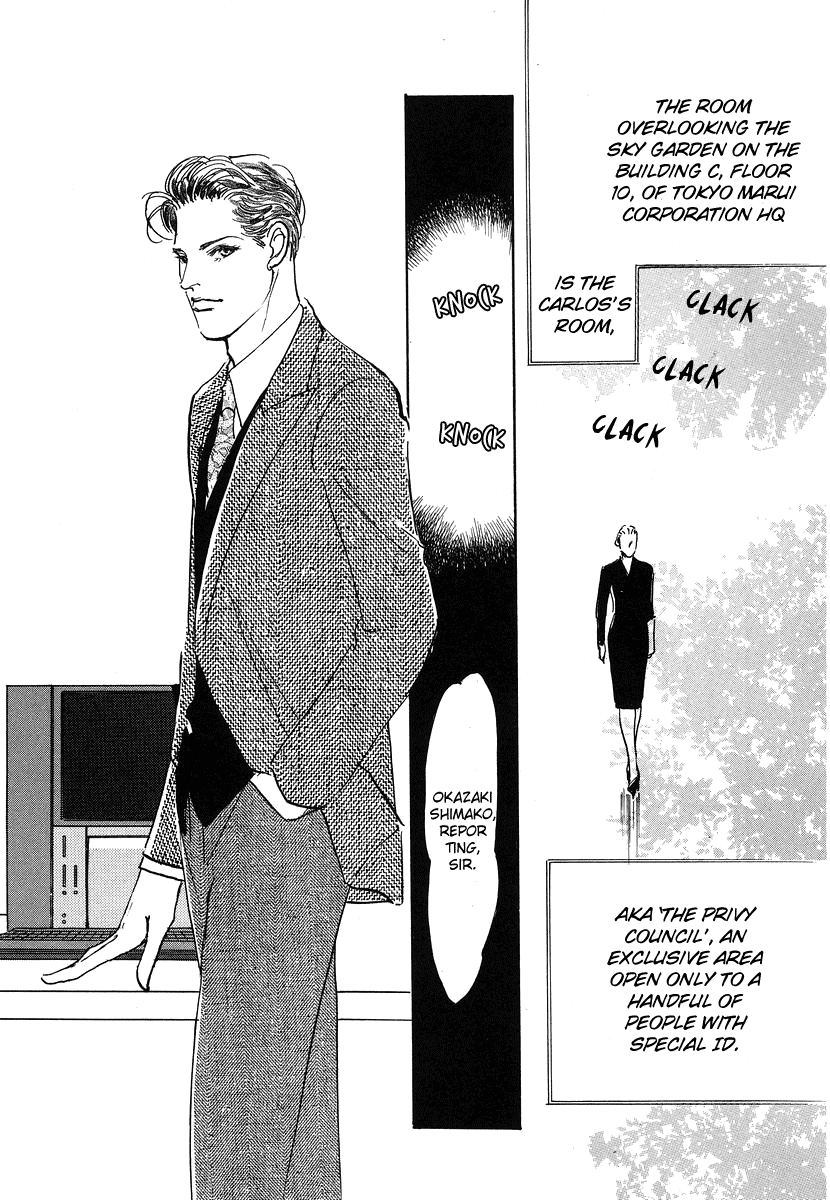 THE ROOM
OVERLOOKING THE
SKY GARDEN ON THE
BUILDING C, FLOOR
10, OF TOKYO MARUI
CORPORATION HQ
IS THE
CARLOS'S
ROOM,
CLACK
CLACK
CLACK
AKA 'THE PRIVY
COUNCIL', AN
EXCLUSIVE AREA
OPEN ONLY TO A
HANDFUL OF
PEOPLE WITH
SPECIAL ID.
KNOCK
KNOCK
OKAZAKI
SHIMAKO,
REPOR
TING,
SIR.